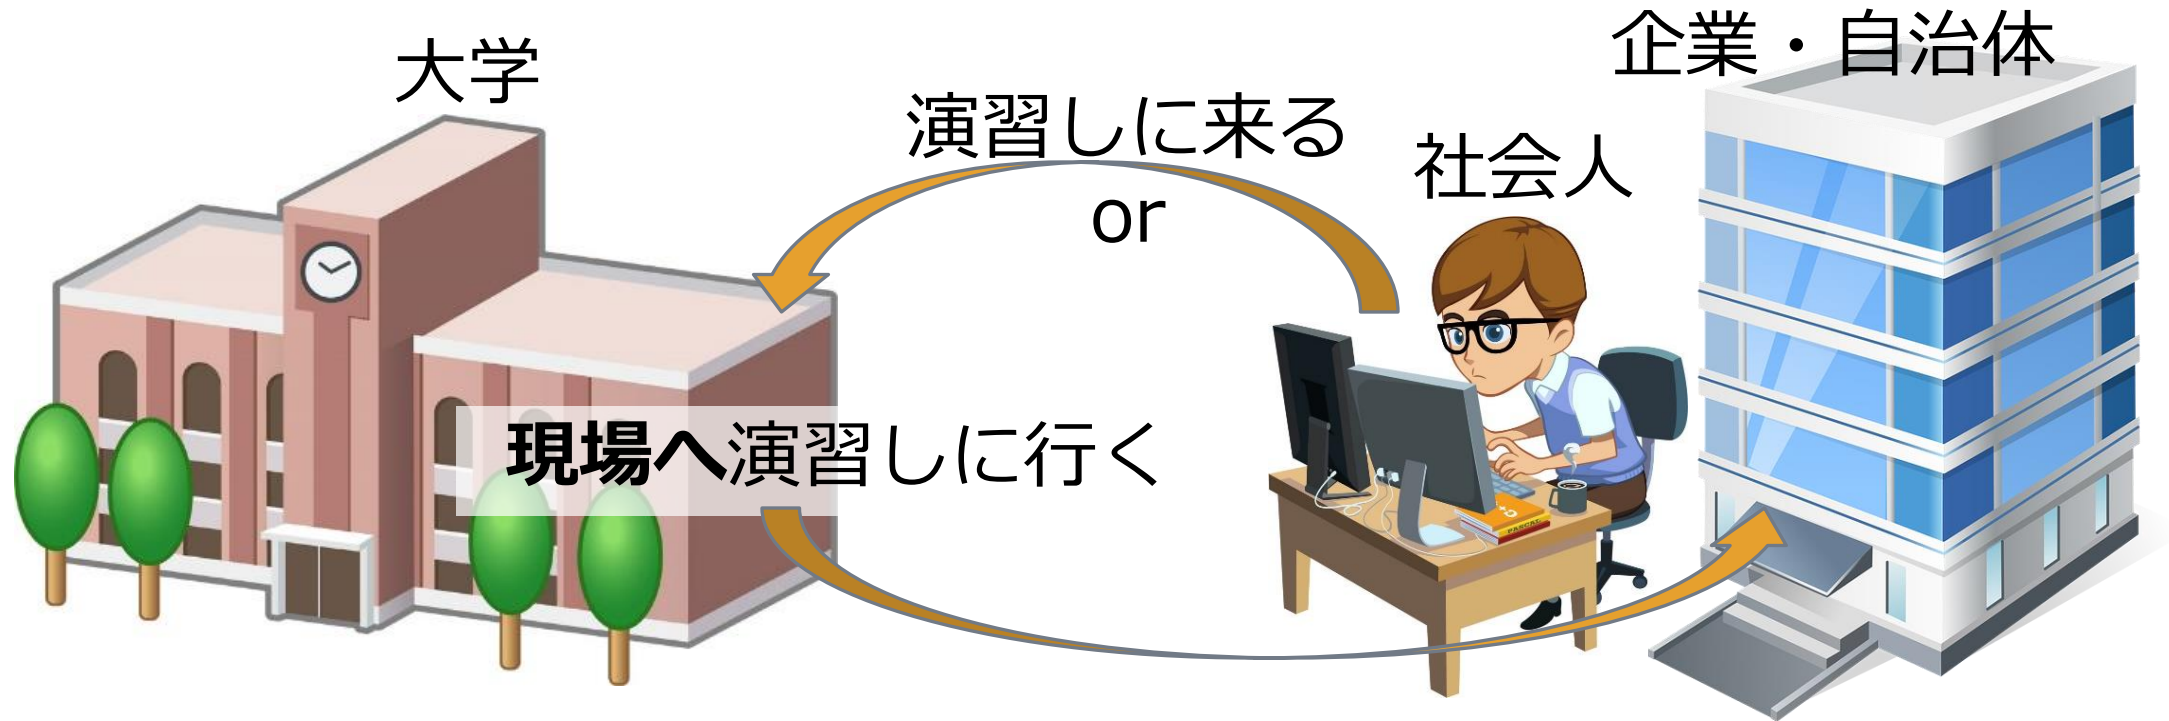 大学
企業・自治体
演習しに来る
社会人
or
現場へ演習しに行く
PASCAL